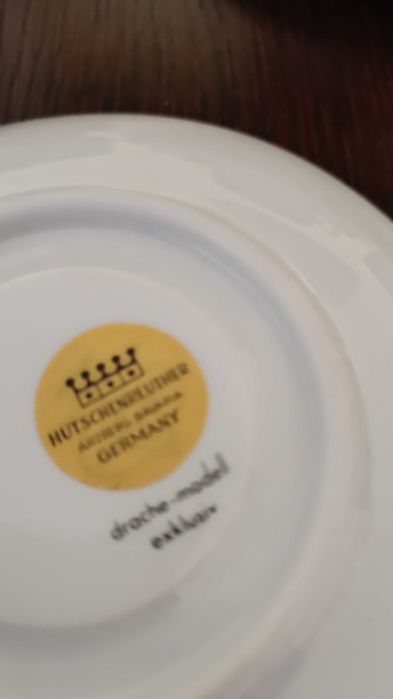 HUTSCHENREUTHER
ARZBERG BAVARIA
GERMANY
drache-modell
exklusiv